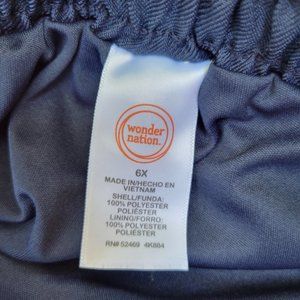 wonder
nation.
6X
MADE IN/HECHO EN
VIETNAM
SHELL/FUNDA:
100% POLYESTER
POLIÉSTER
LINING/FORRO:
100% POLYESTER
POLIÉSTER
RN# 52469 4K884